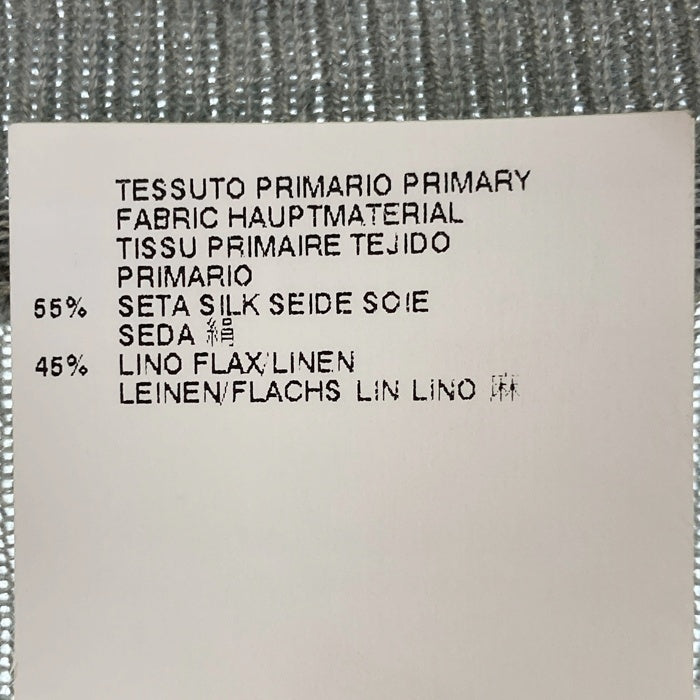 TESSUTO PRIMARIO PRIMARY
FABRIC HAUPTMATERIAL
TISSU PRIMAIRE TEJIDO
PRIMARIO
55% SETA SILK SEIDE SOIE
SEDA 絹
45% LINO FLAX/LINEN
LEINEN/FLACHS LIN LINO 麻